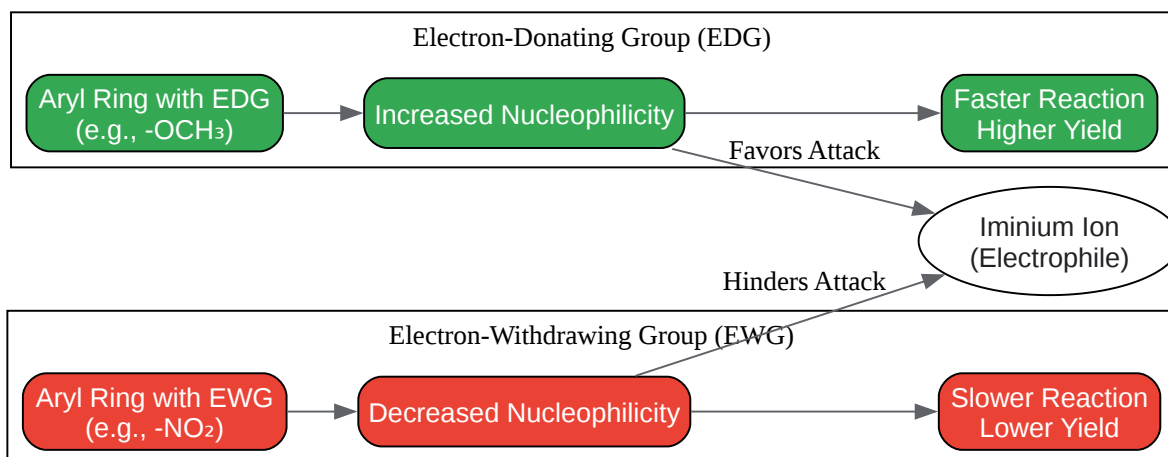 Electron-Donating Group (EDG)
Aryl Ring with EDG
(e.g., -OCH₃)
Increased Nucleophilicity
Faster Reaction
Higher Yield
Favors Attack
Iminium Ion
(Electrophile)
Hinders Attack
Electron-Withdrawing Group (EWG)
Aryl Ring with EWG
(e.g., -NO₂)
Decreased Nucleophilicity
Slower Reaction
Lower Yield